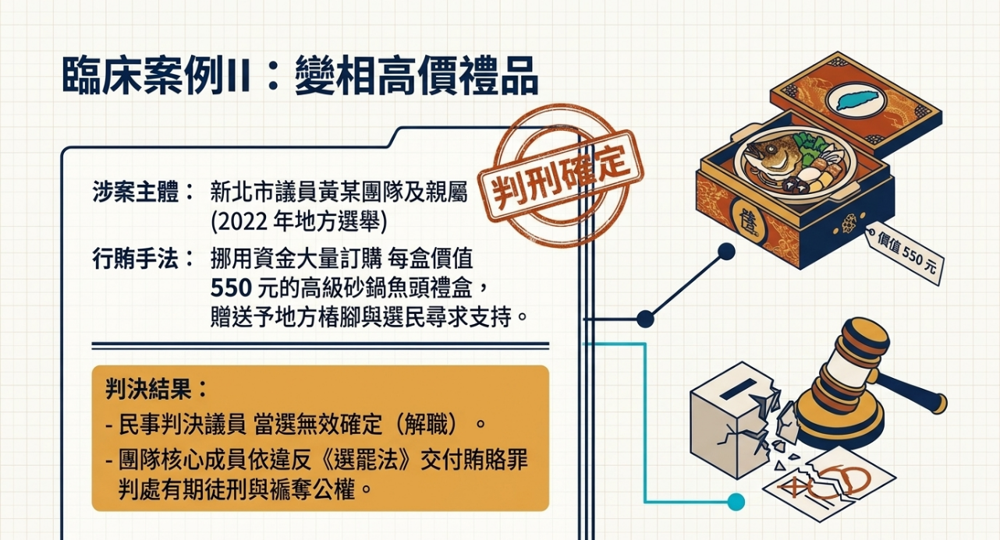 臨床案例II：變相高價禮品
判刑確定
涉案主體： 新北市議員黃某團隊及親屬
(2022 年地方選舉)
行賄手法： 挪用資金大量訂購 每盒價值
550 元的高級砂鍋魚頭禮盒，
贈送予地方樁腳與選民尋求支持。
價值 550 元
判決結果：
- 民事判決議員 當選無效確定（解職）。
- 團隊核心成員依違反《選罷法》交付賄賂罪
判處有期徒刑與褫奪公權。